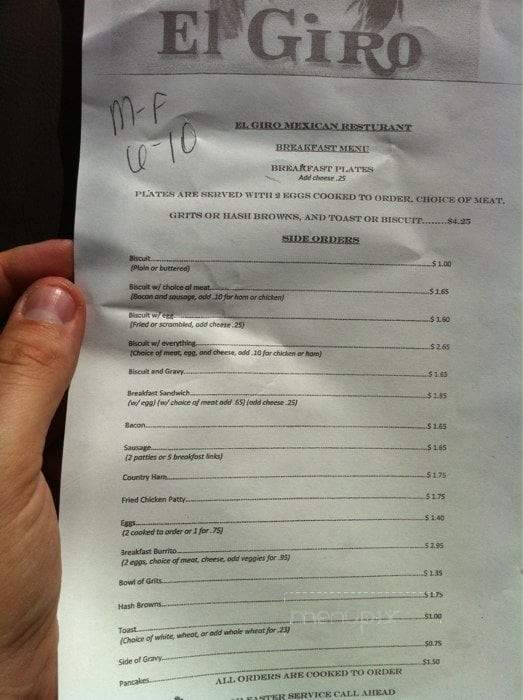 El GiRO
M-F
6-10
EL GIRO MEXICAN RESTURANT
BREAKFAST MENU
BREAKFAST PLATES
Add cheese .25
PLATES ARE SERVED WITH 2 EGGS COOKED TO ORDER, CHOICE OF MEAT,
GRITS OR HASH BROWNS, AND TOAST OR BISCUIT.......$4.25
SIDE ORDERS
Biscuit $ 1.00
(Plain or buttered)
Biscuit w/ choice of meat $ 1.65
(Bacon and sausage, add .10 for ham or chicken)
Biscuit w/ egg $ 1.60
(Fried or scrambled, add cheese .25)
Biscuit w/ everything $ 2.65
(Choice of meat, egg, and cheese, add .10 for chicken or ham)
Biscuit and Gravy $ 1.65
Breakfast Sandwich $ 1.85
(w/ egg) (w/ choice of meat add .65) (add cheese .25)
Bacon $ 1.65
Sausage $ 1.65
(2 patties or 5 breakfast links)
Country Ham $ 1.75
Fried Chicken Patty $ 1.75
Eggs $ 1.40
(2 cooked to order or 1 for .75)
Breakfast Burrito $ 2.95
(2 eggs, choice of meat, cheese, add veggies for .95)
Bowl of Grits $ 1.35
Hash Browns $ 1.75
Toast $1.00
(Choice of white, wheat, or add whole wheat for .23)
menupix
Side of Gravy $0.75
Pancakes $1.50
ALL ORDERS ARE COOKED TO ORDER
FASTER SERVICE CALL AHEAD